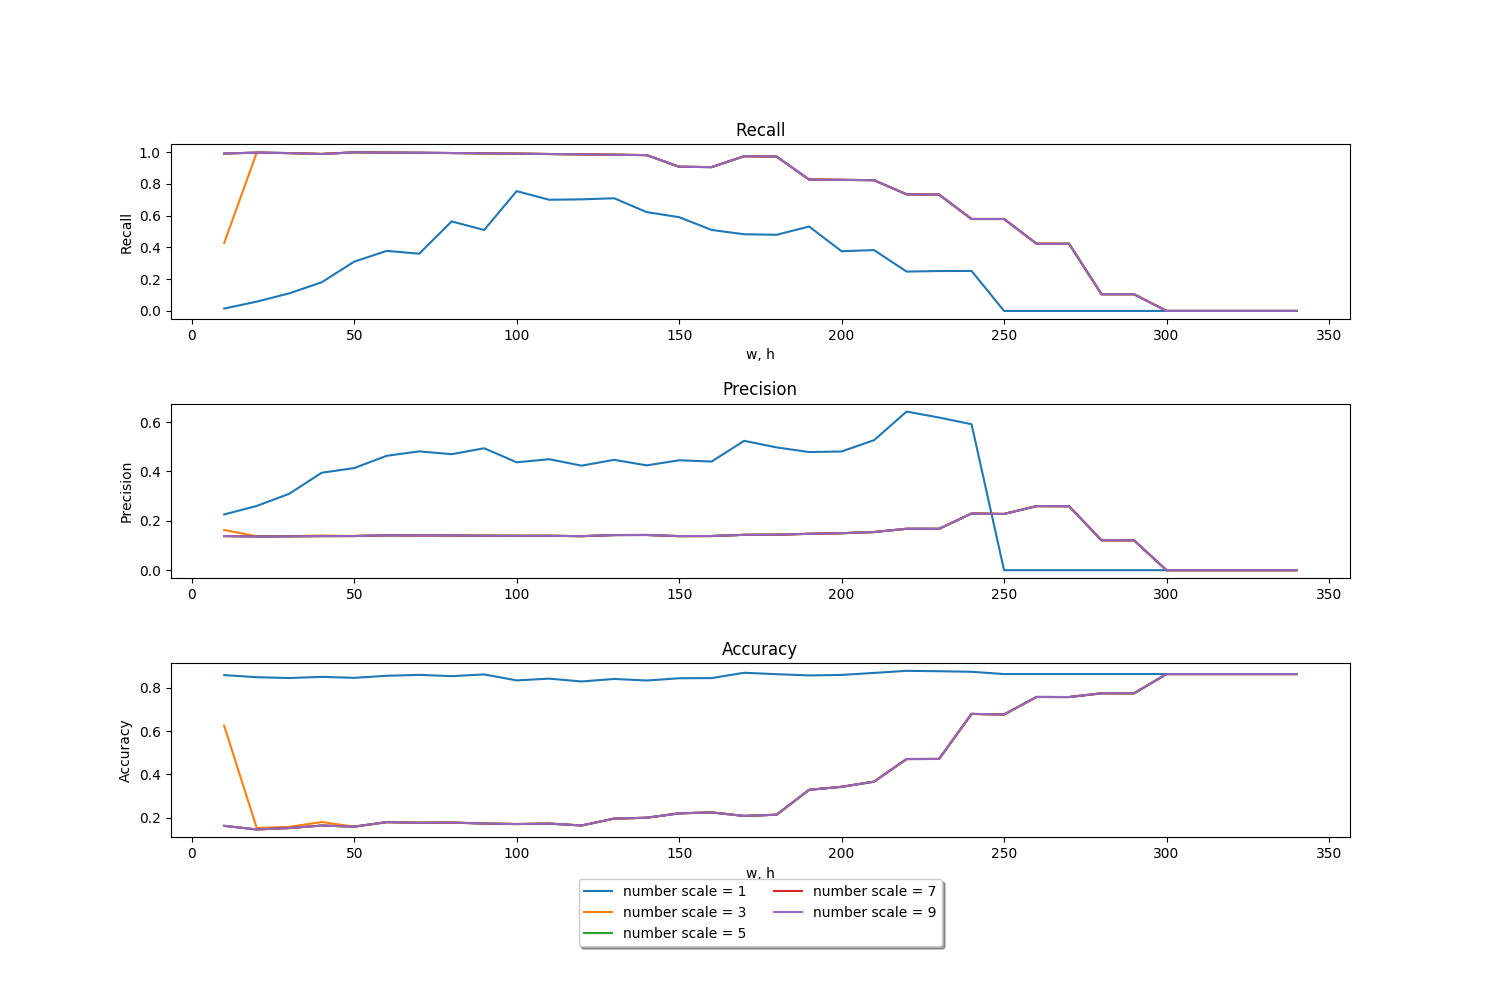 Recall
Recall
1.0
0.8
0.6
0.4
0.2
0.0
0 50 100 150 200 250 300 350
w, h
Precision
Precision
0.6
0.4
0.2
0.0
0 50 100 150 200 250 300 350
Accuracy
Accuracy
0.8
0.6
0.4
0.2
0 50 100 150 200 250 300 350
w, h
number scale = 1
number scale = 3
number scale = 5
number scale = 7
number scale = 9